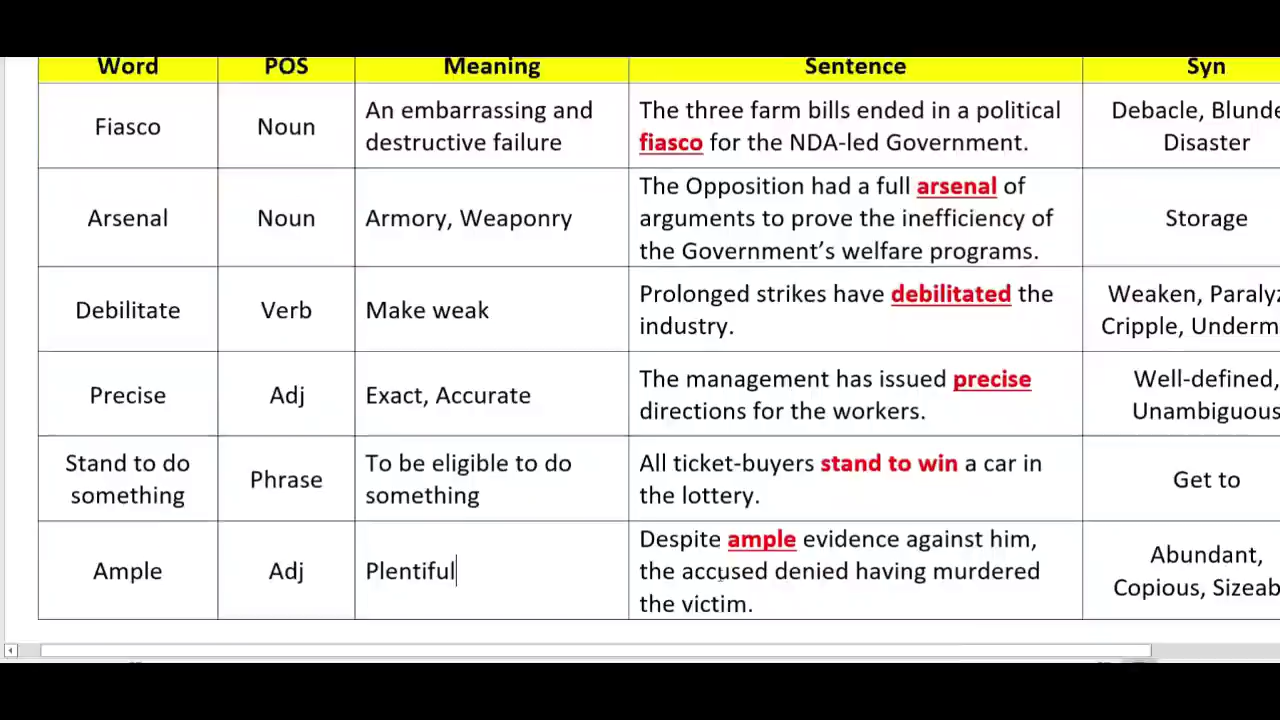 Word POS Meaning Sentence Syn
Fiasco Noun An embarrassing and
destructive failure
The three farm bills ended in a political
fiasco for the NDA-led Government.
Debacle, Blunde
Disaster
Arsenal Noun Armory, Weaponry
The Opposition had a full arsenal of
arguments to prove the inefficiency of
the Government’s welfare programs.
Storage
Debilitate Verb Make weak
Prolonged strikes have debilitated the
industry.
Weaken, Paralyz
Cripple, Underm
Precise Adj Exact, Accurate
The management has issued precise
directions for the workers.
Well-defined,
Unambiguous
Stand to do
something
Phrase
To be eligible to do
something
All ticket-buyers stand to win a car in
the lottery.
Get to
Ample Adj Plentiful
Despite ample evidence against him,
the accused denied having murdered
the victim.
Abundant,
Copious, Sizeab